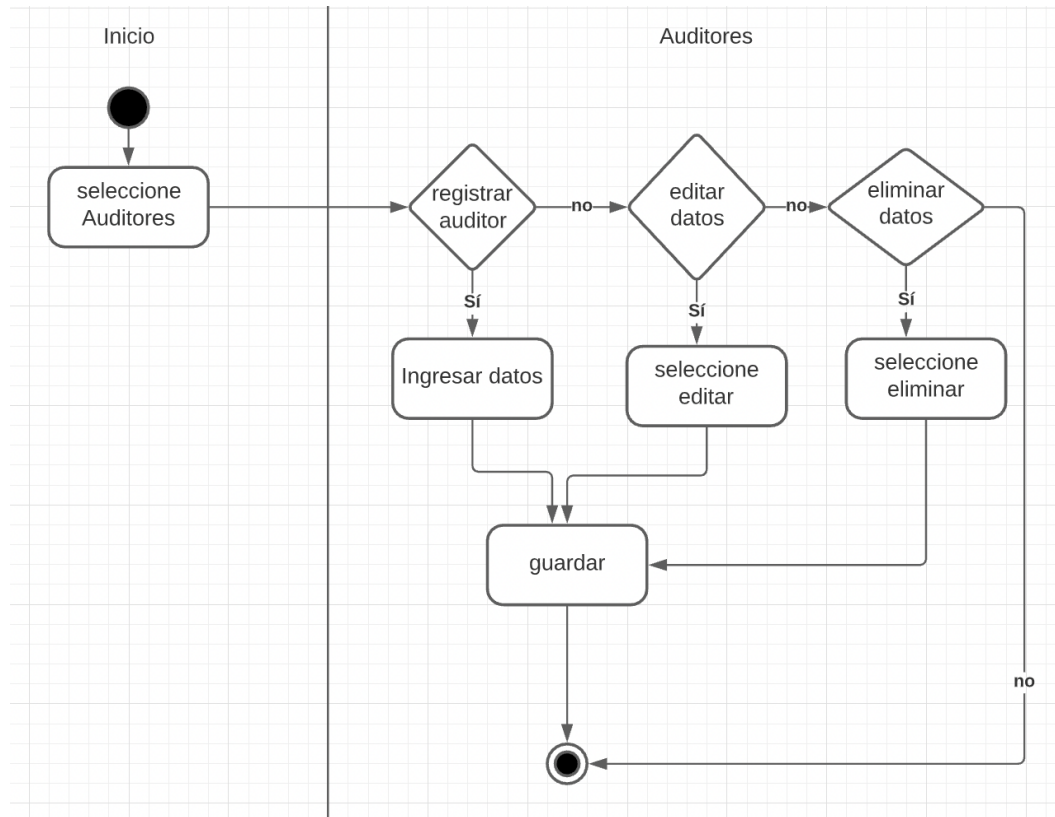 Inicio
Auditores
seleccione
Auditores
registrar
auditor
no
editar
datos
no
eliminar
datos
Sí
Sí
Sí
Ingresar datos
seleccione
editar
seleccione
eliminar
guardar
no